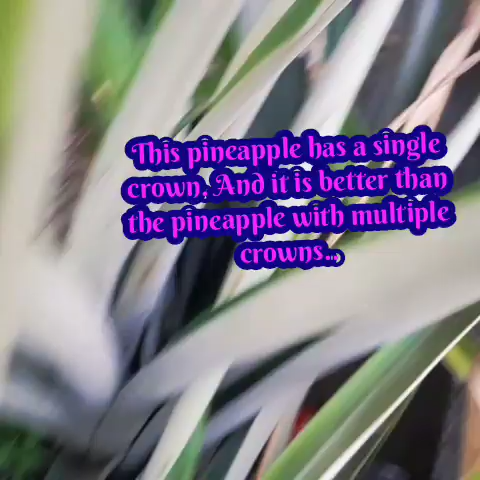 This pineapple has a single
crown, And it is better than
the pineapple with multiple
crowns..,